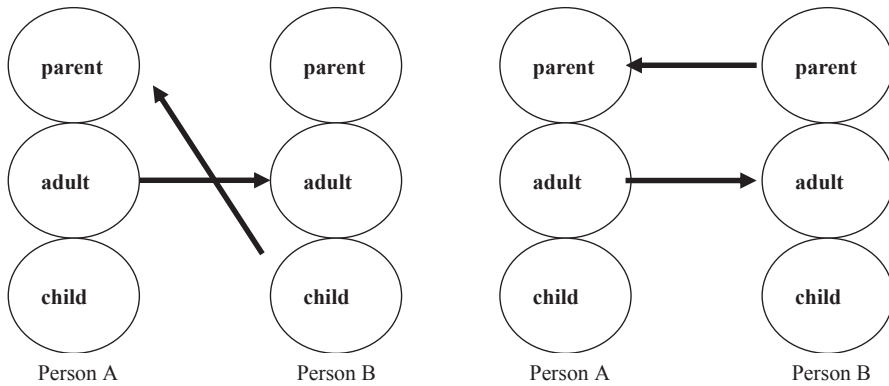 parent parent parent parent
adult adult adult adult
child child child child
Person A Person B Person A Person B